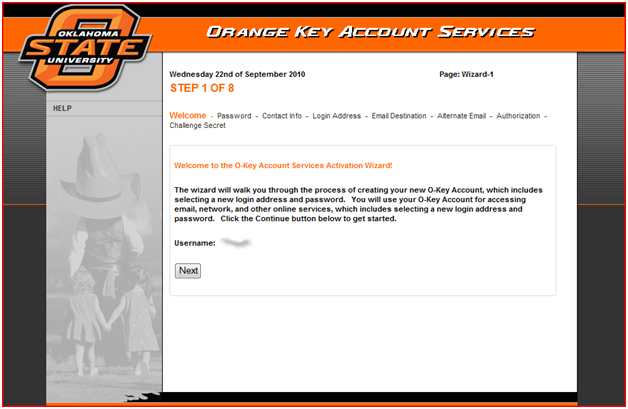 OKLAHOMA
STATE
UNIVERSITY
ORANGE KEY ACCOUNT SERVICES
Wednesday 22nd of September 2010 Page: Wizard-1
STEP 1 OF 8
HELP
Welcome - Password - Contact Info - Login Address - Email Destination - Alternate Email - Authorization -
Challenge Secret
Welcome to the O-Key Account Services Activation Wizard!
The wizard will walk you through the process of creating your new O-Key Account, which includes
selecting a new login address and password. You will use your O-Key Account for accessing
email, network, and other online services, which includes selecting a new login address and
password. Click the Continue button below to get started.
Username:
Next